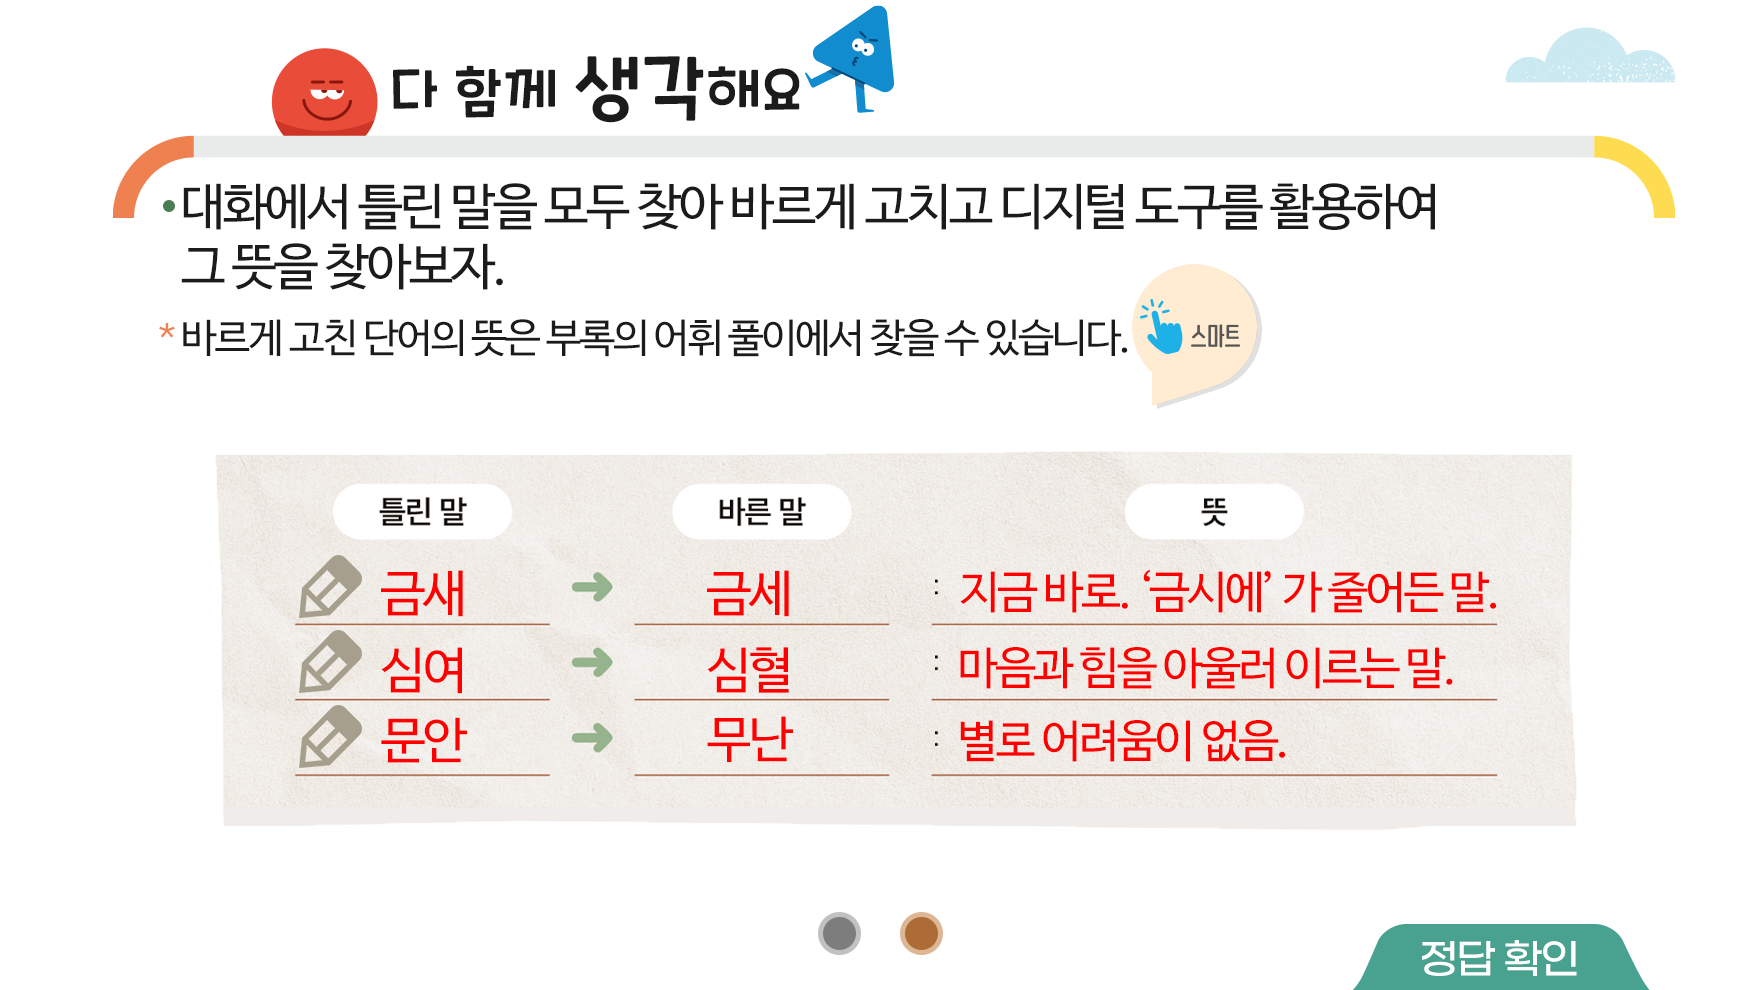 다 함께 생각해요
• 대화에서 틀린 말을 모두 찾아 바르게 고치고 디지털 도구를 활용하여
그 뜻을 찾아보자.
* 바르게 고친 단어의 뜻은 부록의 어휘 풀이에서 찾을 수 있습니다.
스마트
틀린 말 바른 말 뜻
금새 → 금세 : 지금 바로. ‘금시에’ 가 줄어든 말.
심여 → 심혈 : 마음과 힘을 아울러 이르는 말.
문안 → 무난 : 별로 어려움이 없음.
정답 확인